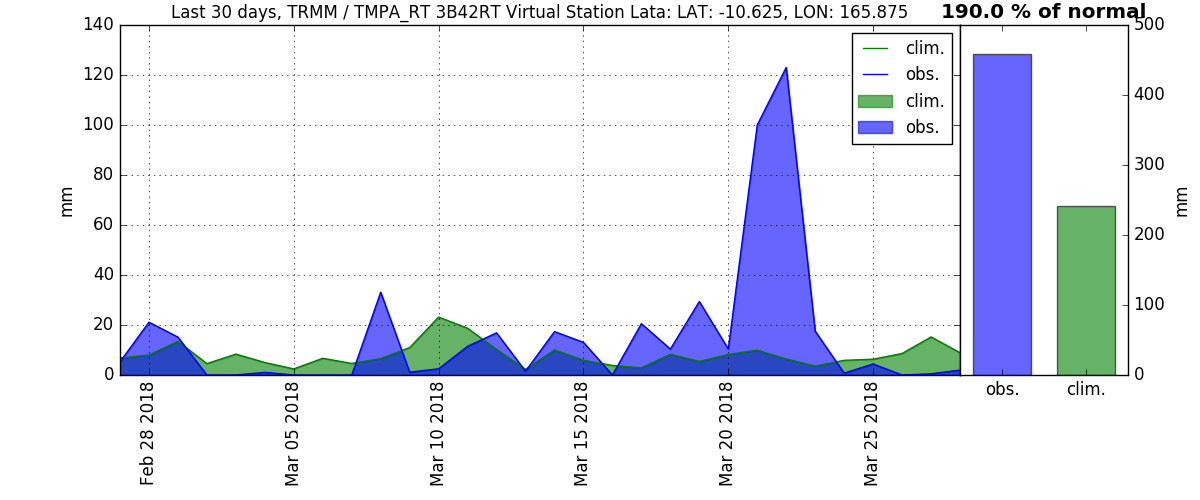 Last 30 days, TRMM / TMPA_RT 3B42RT Virtual Station Lata: LAT: -10.625, LON: 165.875
190.0 % of normal
140
120
100
80
60
40
20
0
mm
clim.
obs.
clim.
obs.
Feb 28 2018
Mar 05 2018
Mar 10 2018
Mar 15 2018
Mar 20 2018
Mar 25 2018
500
400
300
200
100
0
mm
obs.
clim.